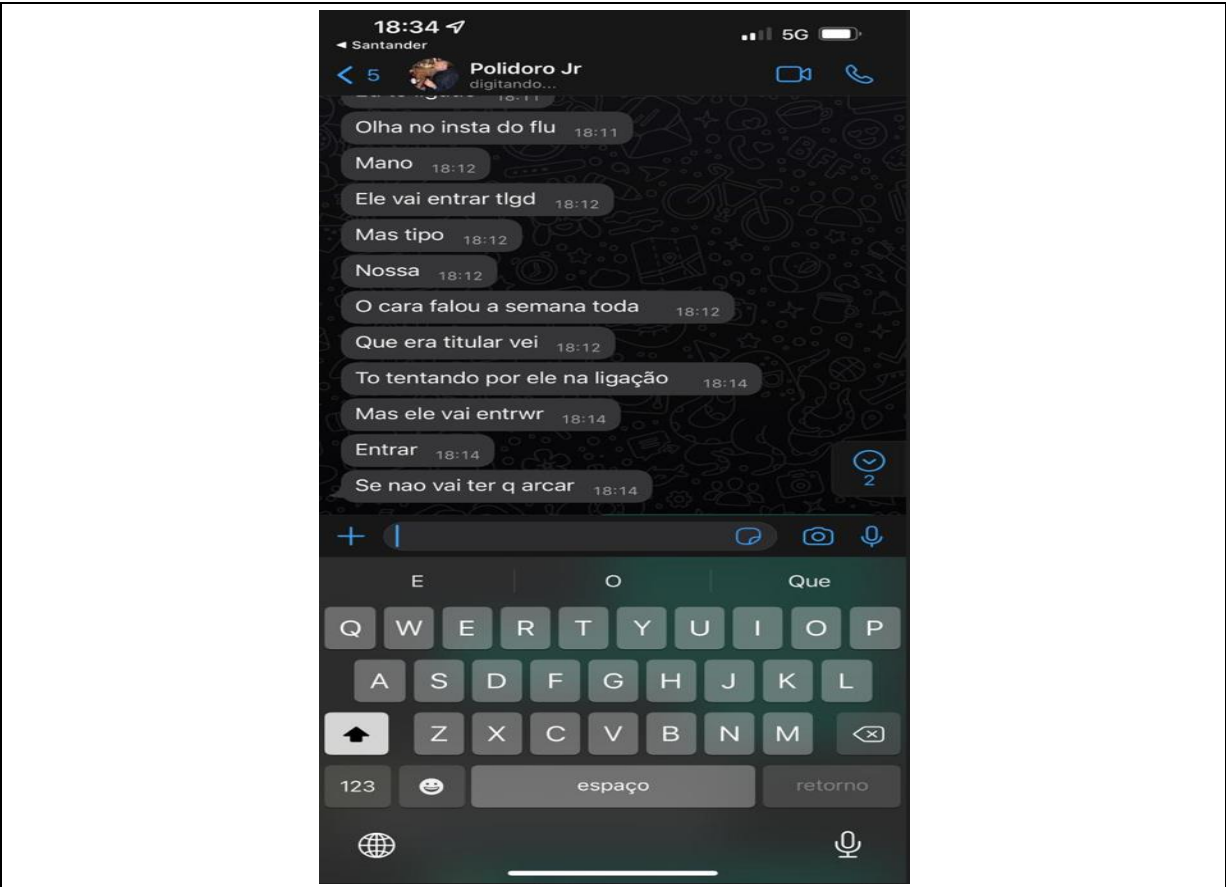 18:34
5G
◄ Santander
5
Polidoro Jr
digitando...
18:11
Olha no insta do flu 18:11
Mano 18:12
Ele vai entrar tlgd 18:12
Mas tipo 18:12
Nossa 18:12
O cara falou a semana toda 18:12
Que era titular vei 18:12
To tentando por ele na ligação 18:14
Mas ele vai entrwr 18:14
Entrar 18:14
Se nao vai ter q arcar 18:14
2
E O Que
Q W E R T Y U I O P
A S D F G H J K L
Z X C V B N M
123 espaço retorno